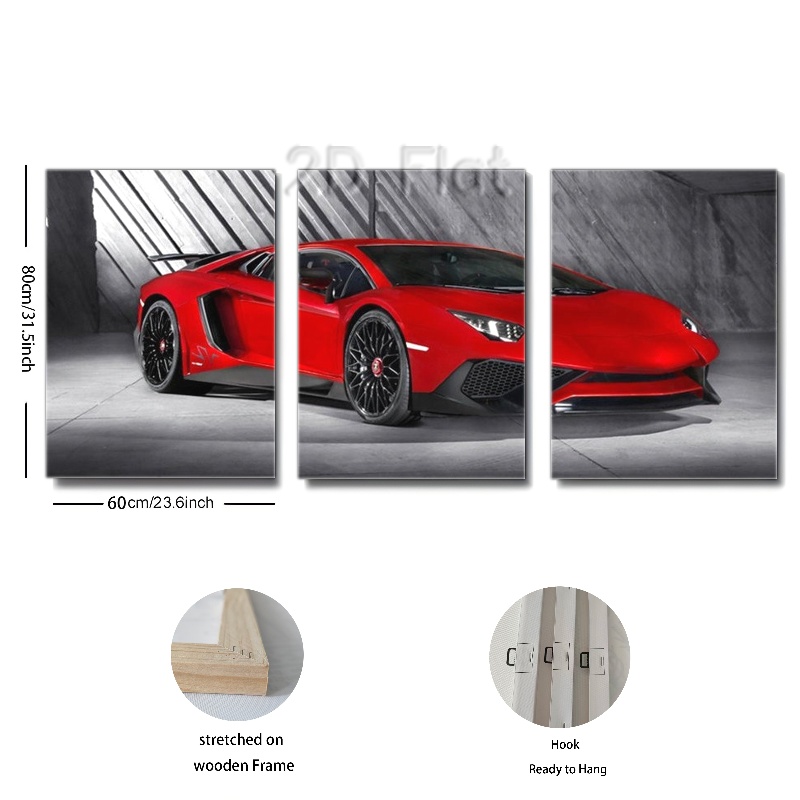 2D Flat
80cm/31.5inch
60cm/23.6inch
stretched on
wooden Frame
Hook
Ready to Hang